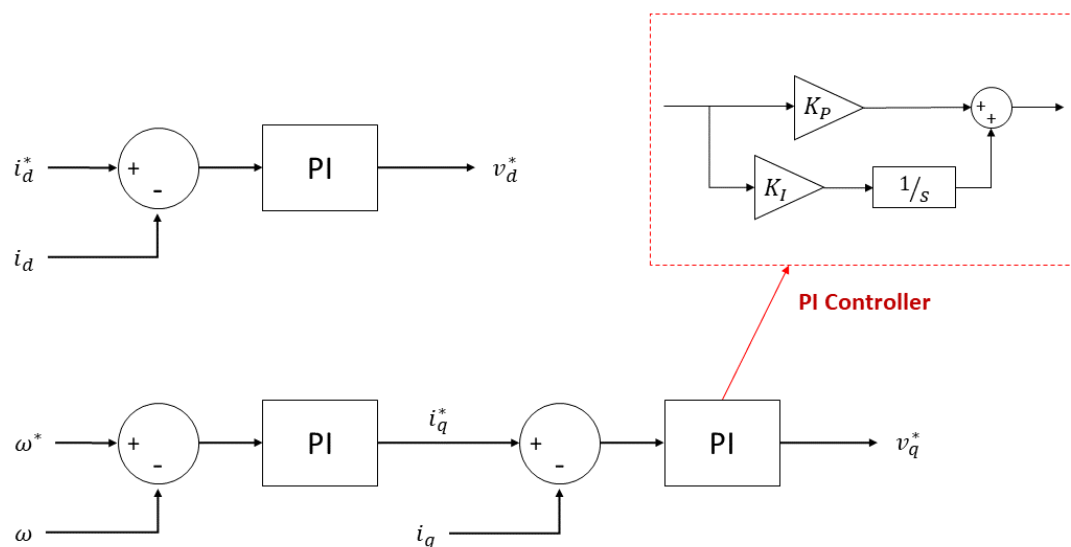 i_d^*
+
-
i_d
PI
v_d^*
K_P
K_I
1/s
+
+
PI Controller
ω^*
+
-
ω
PI
i_q^*
+
-
i_q
PI
v_q^*